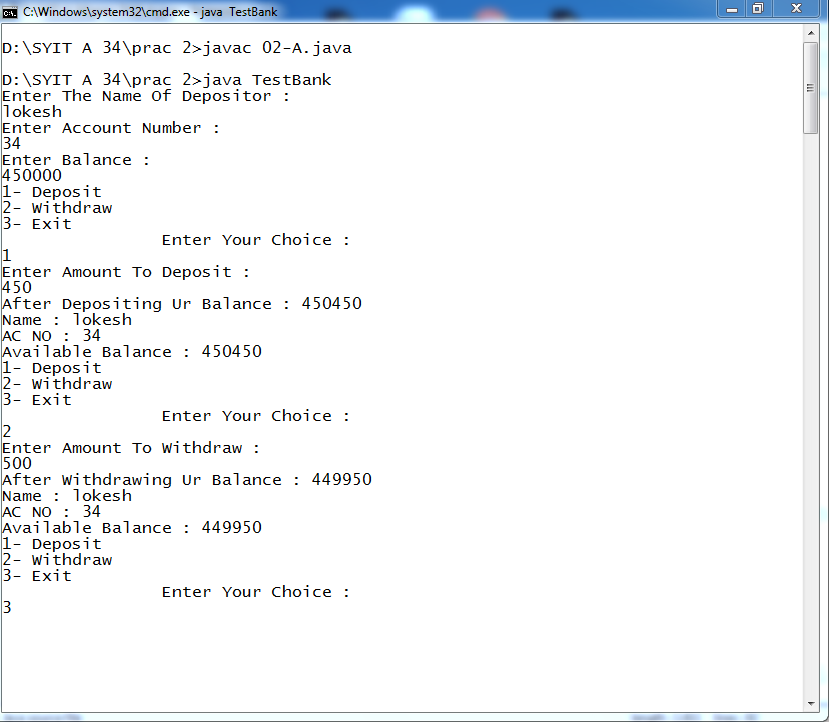 C:\Windows\system32\cmd.exe - java TestBank
D:\SYIT A 34\prac 2>javac 02-A.java
D:\SYIT A 34\prac 2>java TestBank
Enter The Name Of Depositor :
lokesh
Enter Account Number :
34
Enter Balance :
450000
1- Deposit
2- Withdraw
3- Exit
Enter Your Choice :
1
Enter Amount To Deposit :
450
After Depositing Ur Balance : 450450
Name : lokesh
AC NO : 34
Available Balance : 450450
1- Deposit
2- Withdraw
3- Exit
Enter Your Choice :
2
Enter Amount To Withdraw :
500
After Withdrawing Ur Balance : 449950
Name : lokesh
AC NO : 34
Available Balance : 449950
1- Deposit
2- Withdraw
3- Exit
Enter Your Choice :
3